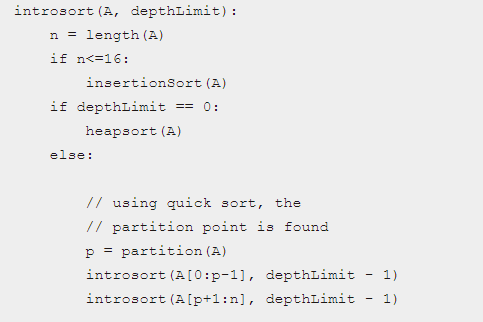 introsort(A, depthLimit):
n = length(A)
if n<=16:
insertionSort(A)
if depthLimit == 0:
heapsort(A)
else:
// using quick sort, the
// partition point is found
p = partition(A)
introsort(A[0:p-1], depthLimit - 1)
introsort(A[p+1:n], depthLimit - 1)